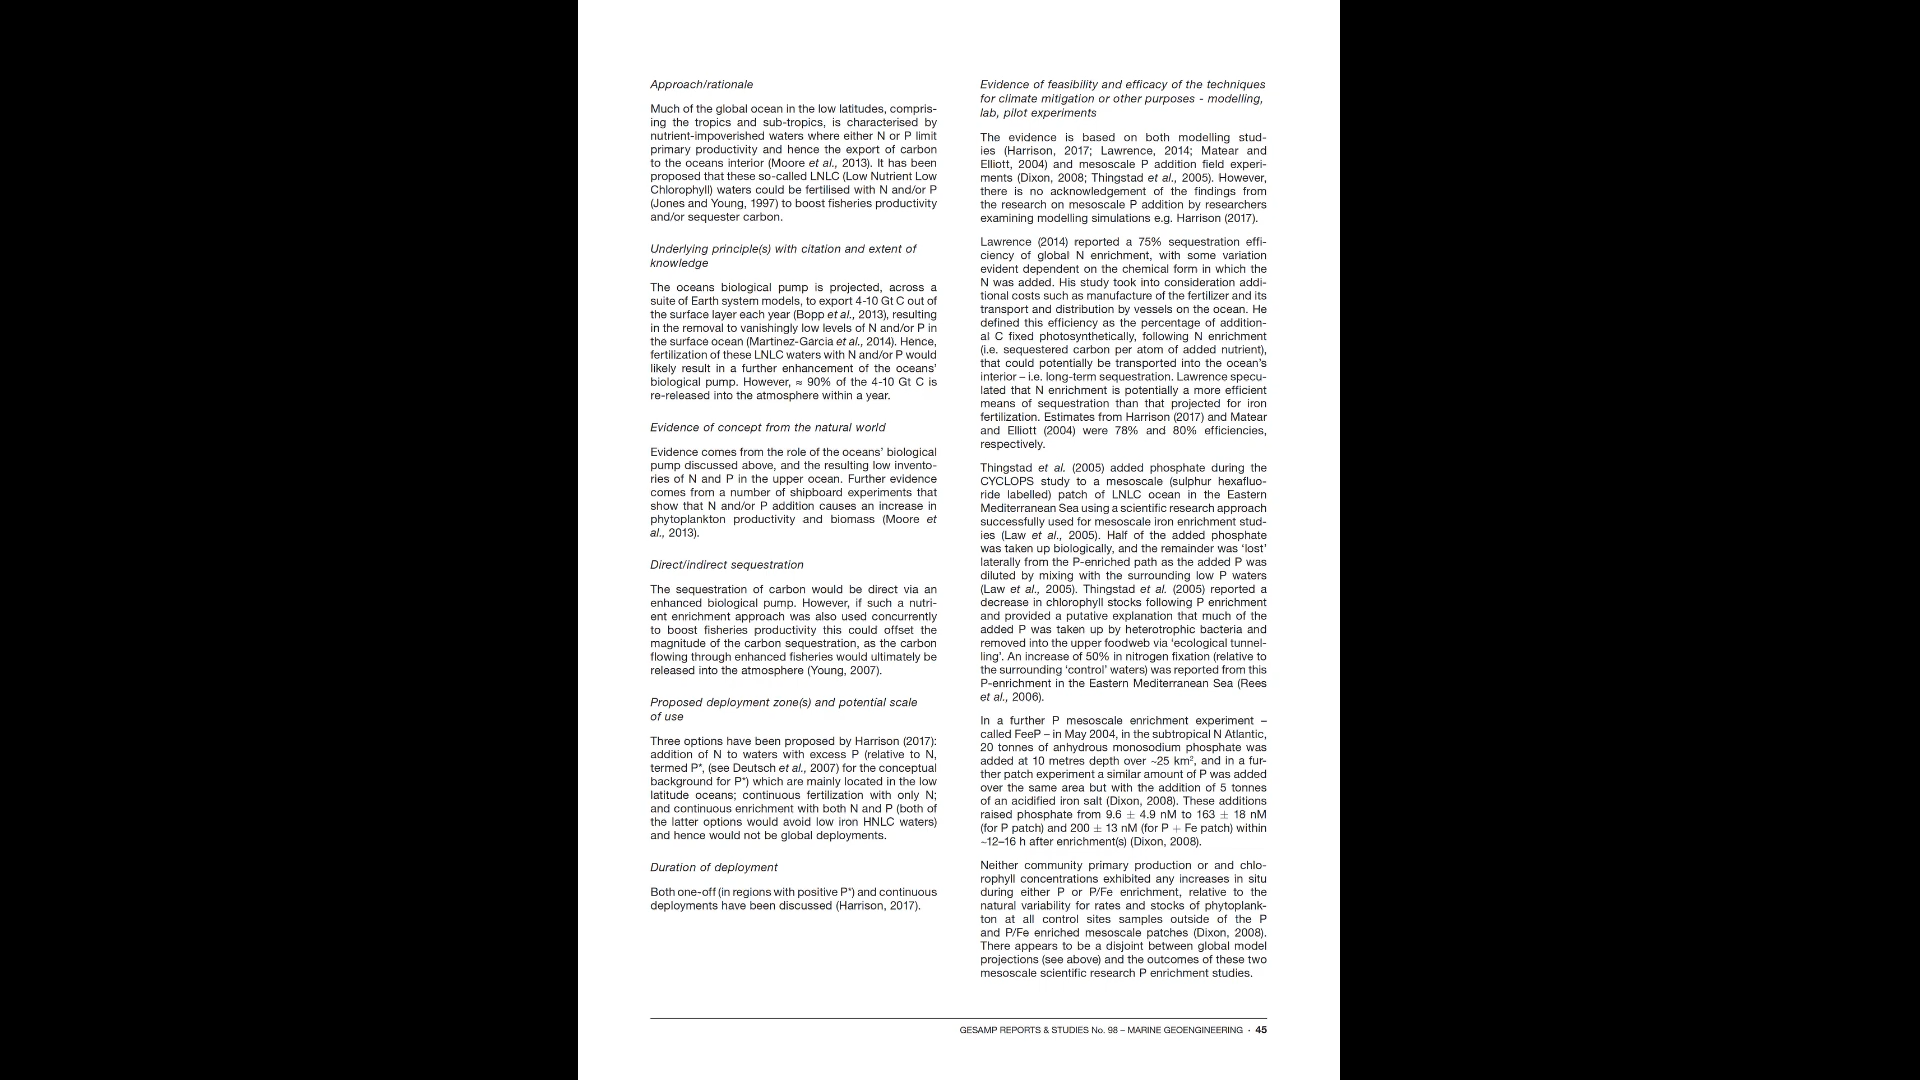 Approach/rationale
Much of the global ocean in the low latitudes, compris-
ing the tropics and sub-tropics, is characterised by
nutrient-impoverished waters where either N or P limit
primary productivity and hence the export of carbon
to the oceans interior (Moore et al., 2013). It has been
proposed that these so-called LNLC (Low Nutrient Low
Chlorophyll) waters could be fertilised with N and/or P
(Jones and Young, 1997) to boost fisheries productivity
and/or sequester carbon.
Underlying principle(s) with citation and extent of
knowledge
The oceans biological pump is projected, across a
suite of Earth system models, to export 4-10 Gt C out of
the surface layer each year (Bopp et al., 2013), resulting
in the removal to vanishingly low levels of N and/or P in
the surface ocean (Martinez-Garcia et al., 2014). Hence,
fertilization of these LNLC waters with N and/or P would
likely result in a further enhancement of the oceans'
biological pump. However, ≈ 90% of the 4-10 Gt C is
re-released into the atmosphere within a year.
Evidence of concept from the natural world
Evidence comes from the role of the oceans' biological
pump discussed above, and the resulting low invento-
ries of N and P in the upper ocean. Further evidence
comes from a number of shipboard experiments that
show that N and/or P addition causes an increase in
phytoplankton productivity and biomass (Moore et
al., 2013).
Direct/indirect sequestration
The sequestration of carbon would be direct via an
enhanced biological pump. However, if such a nutri-
ent enrichment approach was also used concurrently
to boost fisheries productivity this could offset the
magnitude of the carbon sequestration, as the carbon
flowing through enhanced fisheries would ultimately be
released into the atmosphere (Young, 2007).
Proposed deployment zone(s) and potential scale
of use
Three options have been proposed by Harrison (2017):
addition of N to waters with excess P (relative to N,
termed P*, (see Deutsch et al., 2007) for the conceptual
background for P*) which are mainly located in the low
latitude oceans; continuous fertilization with only N;
and continuous enrichment with both N and P (both of
the latter options would avoid low iron HNLC waters)
and hence would not be global deployments.
Duration of deployment
Both one-off (in regions with positive P*) and continuous
deployments have been discussed (Harrison, 2017).
Evidence of feasibility and efficacy of the techniques
for climate mitigation or other purposes - modelling,
lab, pilot experiments
The evidence is based on both modelling stud-
ies (Harrison, 2017; Lawrence, 2014; Matear and
Elliott, 2004) and mesoscale P addition field experi-
ments (Dixon, 2008; Thingstad et al., 2005). However,
there is no acknowledgement of the findings from
the research on mesoscale P addition by researchers
examining modelling simulations e.g. Harrison (2017).
Lawrence (2014) reported a 75% sequestration effi-
ciency of global N enrichment, with some variation
evident dependent on the chemical form in which the
N was added. His study took into consideration addi-
tional costs such as manufacture of the fertilizer and its
transport and distribution by vessels on the ocean. He
defined this efficiency as the percentage of addition-
al C fixed photosynthetically, following N enrichment
(i.e. sequestered carbon per atom of added nutrient),
that could potentially be transported into the ocean's
interior – i.e. long-term sequestration. Lawrence specu-
lated that N enrichment is potentially a more efficient
means of sequestration than that projected for iron
fertilization. Estimates from Harrison (2017) and Matear
and Elliott (2004) were 78% and 80% efficiencies,
respectively.
Thingstad et al. (2005) added phosphate during the
CYCLOPS study to a mesoscale (sulphur hexafluo-
ride labelled) patch of LNLC ocean in the Eastern
Mediterranean Sea using a scientific research approach
successfully used for mesoscale iron enrichment stud-
ies (Law et al., 2005). Half of the added phosphate
was taken up biologically, and the remainder was 'lost'
laterally from the P-enriched path as the added P was
diluted by mixing with the surrounding low P waters
(Law et al., 2005). Thingstad et al. (2005) reported a
decrease in chlorophyll stocks following P enrichment
and provided a putative explanation that much of the
added P was taken up by heterotrophic bacteria and
removed into the upper foodweb via 'ecological tunnel-
ling'. An increase of 50% in nitrogen fixation (relative to
the surrounding 'control' waters) was reported from this
P-enrichment in the Eastern Mediterranean Sea (Rees
et al., 2006).
In a further P mesoscale enrichment experiment –
called FeeP – in May 2004, in the subtropical N Atlantic,
20 tonnes of anhydrous monosodium phosphate was
added at 10 metres depth over ~25 km², and in a fur-
ther patch experiment a similar amount of P was added
over the same area but with the addition of 5 tonnes
of an acidified iron salt (Dixon, 2008). These additions
raised phosphate from 9.6 ± 4.9 nM to 163 ± 18 nM
(for P patch) and 200 ± 13 nM (for P + Fe patch) within
~12–16 h after enrichment(s) (Dixon, 2008).
Neither community primary production or and chlo-
rophyll concentrations exhibited any increases in situ
during either P or P/Fe enrichment, relative to the
natural variability for rates and stocks of phytoplank-
ton at all control sites samples outside of the P
and P/Fe enriched mesoscale patches (Dixon, 2008).
There appears to be a disjoint between global model
projections (see above) and the outcomes of these two
mesoscale scientific research P enrichment studies.
GESAMP REPORTS & STUDIES No. 98 – MARINE GEOENGINEERING · 45